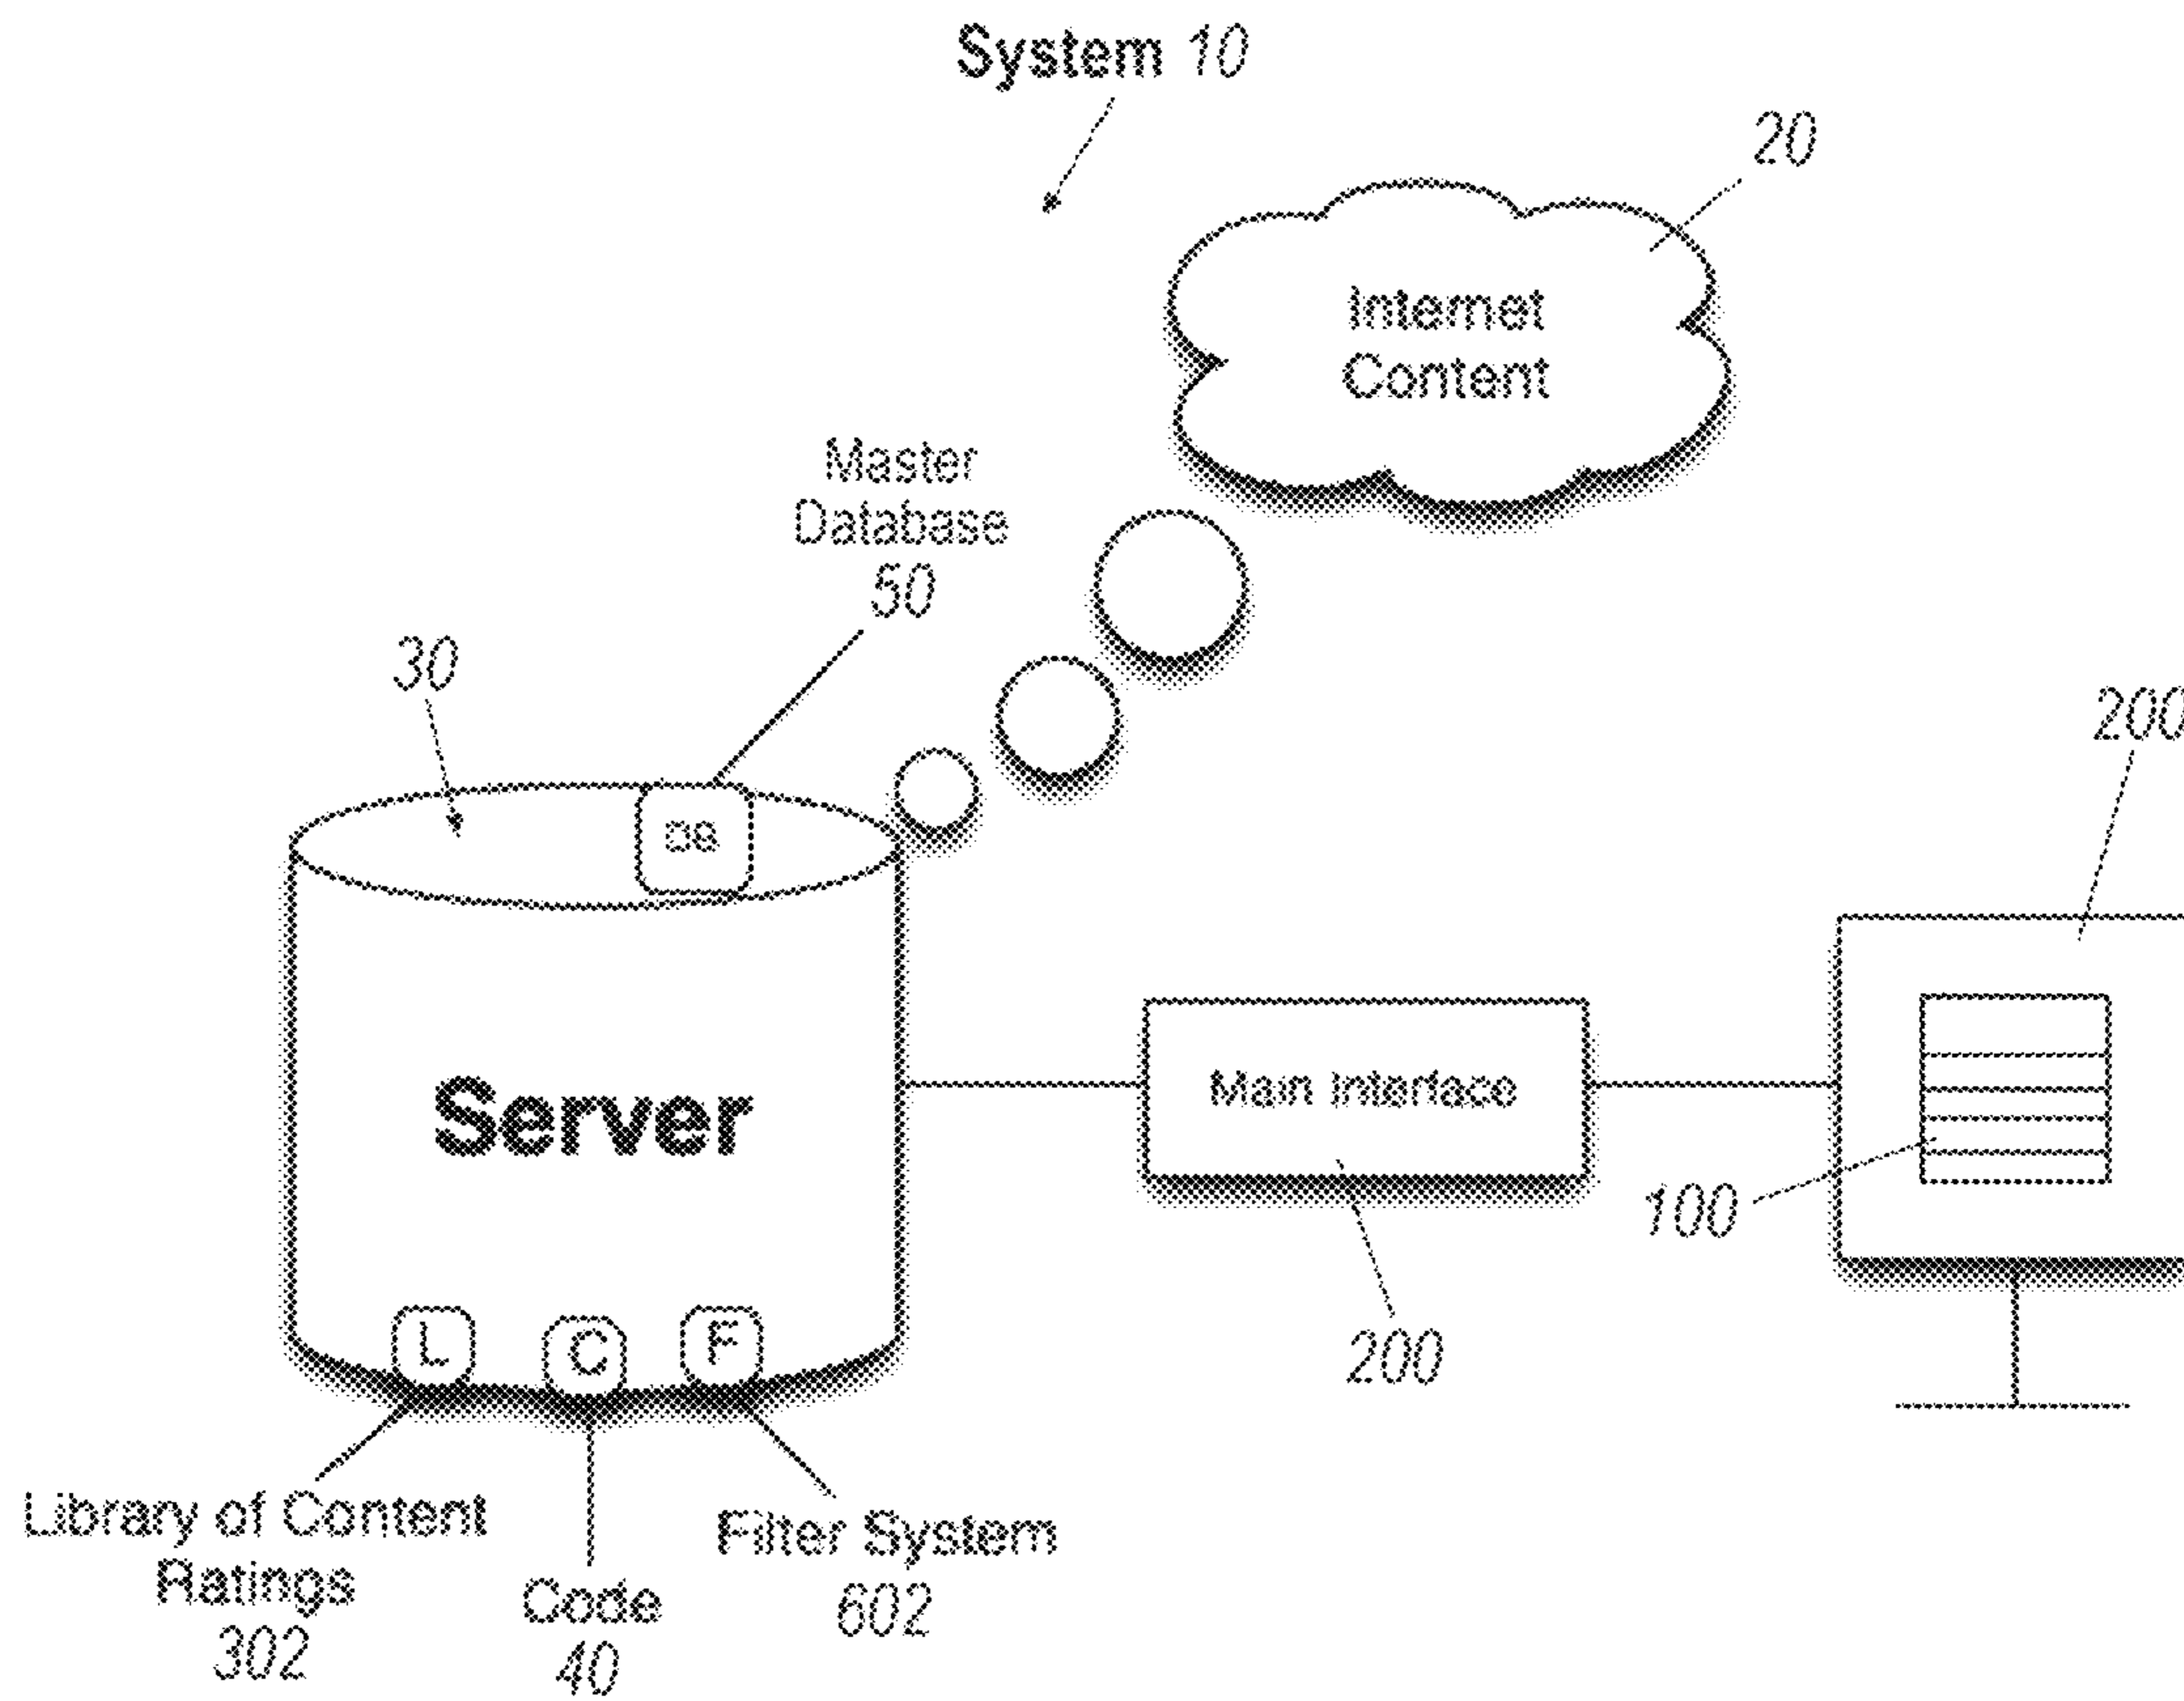 System 10
20
Internet
Content
Master
Database
50
30
200
DB
Server
Main Interface
100
200
L
C
F
Library of Content
Ratings
302
Code
40
Filter System
602